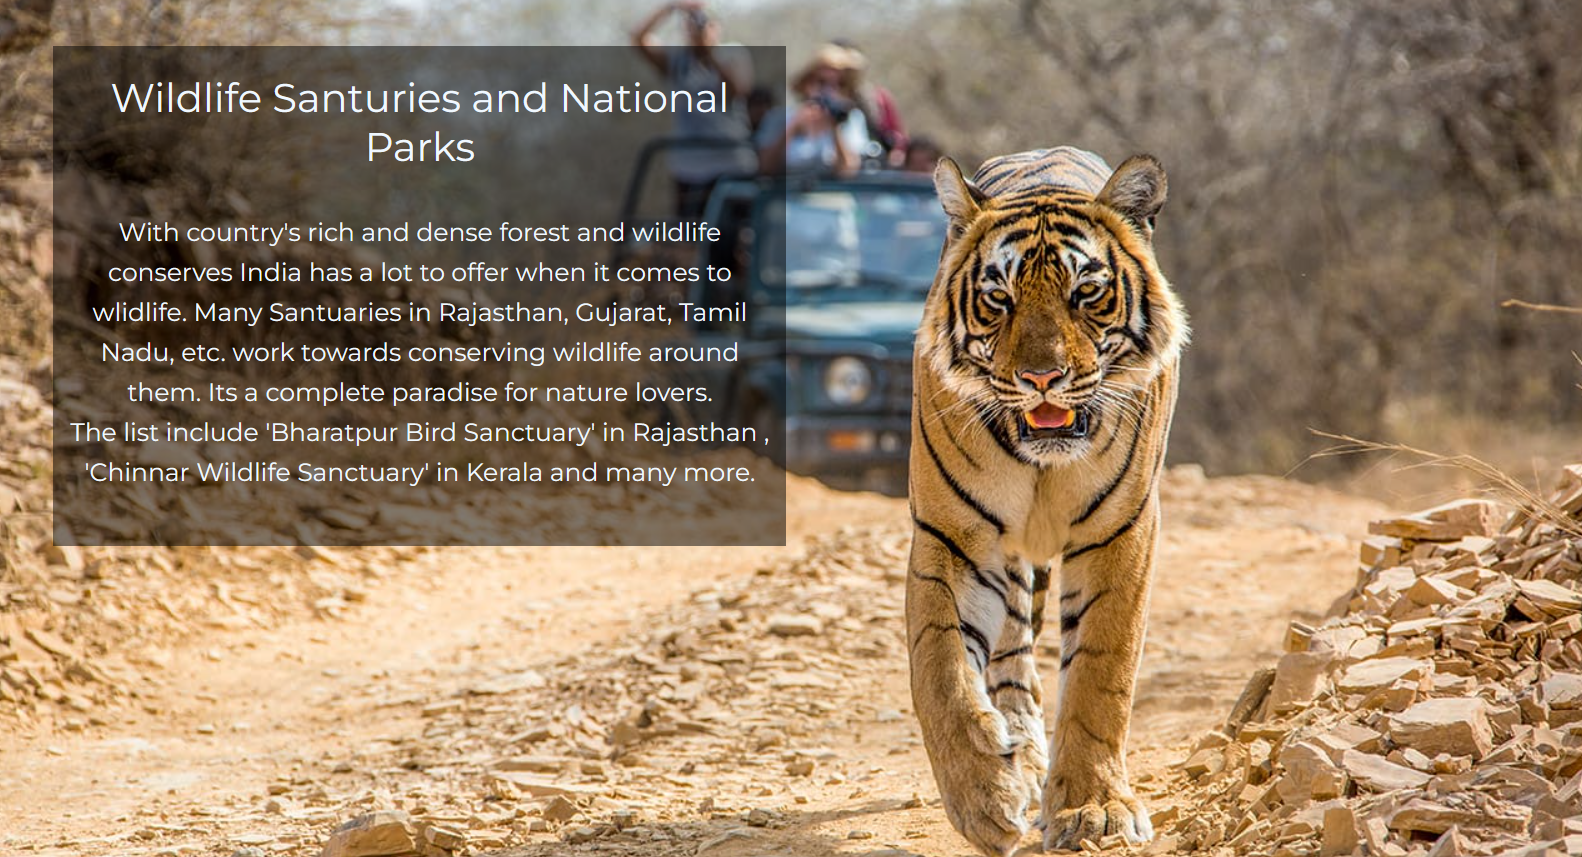 Wildlife Santuries and National
Parks
With country's rich and dense forest and wildlife
conserves India has a lot to offer when it comes to
wlidlife. Many Santuaries in Rajasthan, Gujarat, Tamil
Nadu, etc. work towards conserving wildlife around
them. Its a complete paradise for nature lovers.
The list include 'Bharatpur Bird Sanctuary' in Rajasthan ,
'Chinnar Wildlife Sanctuary' in Kerala and many more.